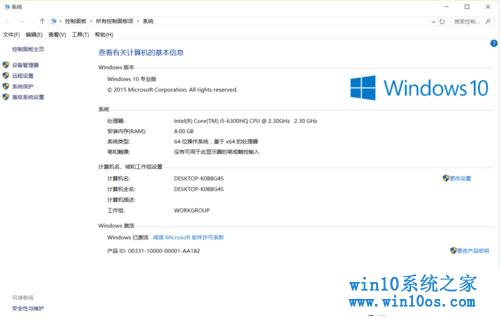 系统
控制面板 › 所有控制面板项 › 系统
搜索控制...
文件(F) 编辑(E) 查看(V) 工具(T) 帮助(H)
控制面板主页
设备管理器
远程设置
系统保护
高级系统设置
查看有关计算机的基本信息
Windows 版本
Windows 10 专业版
© 2015 Microsoft Corporation. All rights reserved.
Windows 10
系统
处理器: Intel(R) Core(TM) i5-6300HQ CPU @ 2.30GHz 2.30 GHz
安装内存(RAM): 8.00 GB
系统类型: 64 位操作系统，基于 x64 的处理器
笔和触摸: 没有可用于此显示器的笔或触控输入
计算机名、域和工作组设置
计算机名: DESKTOP-K0BBG4S
更改设置
计算机全名: DESKTOP-K0BBG4S
计算机描述:
工作组: WORKGROUP
Windows 激活
Windows 已激活 阅读 Microsoft 软件许可条款
产品 ID: 00331-10000-00001-AA182
更改产品密钥
另请参阅
安全性与维护
win10系统之家
www.win10os.com